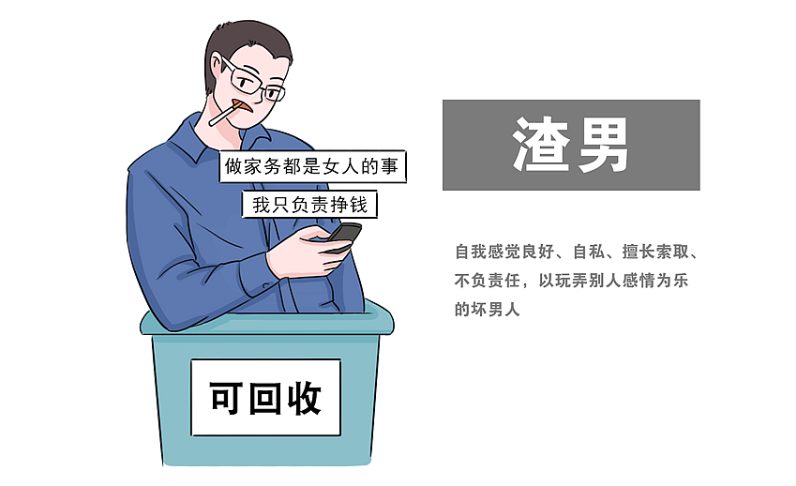 做家务都是女人的事
我只负责挣钱
可回收
渣男
自我感觉良好、自私、擅长索取、
不负责任，以玩弄别人感情为乐
的坏男人